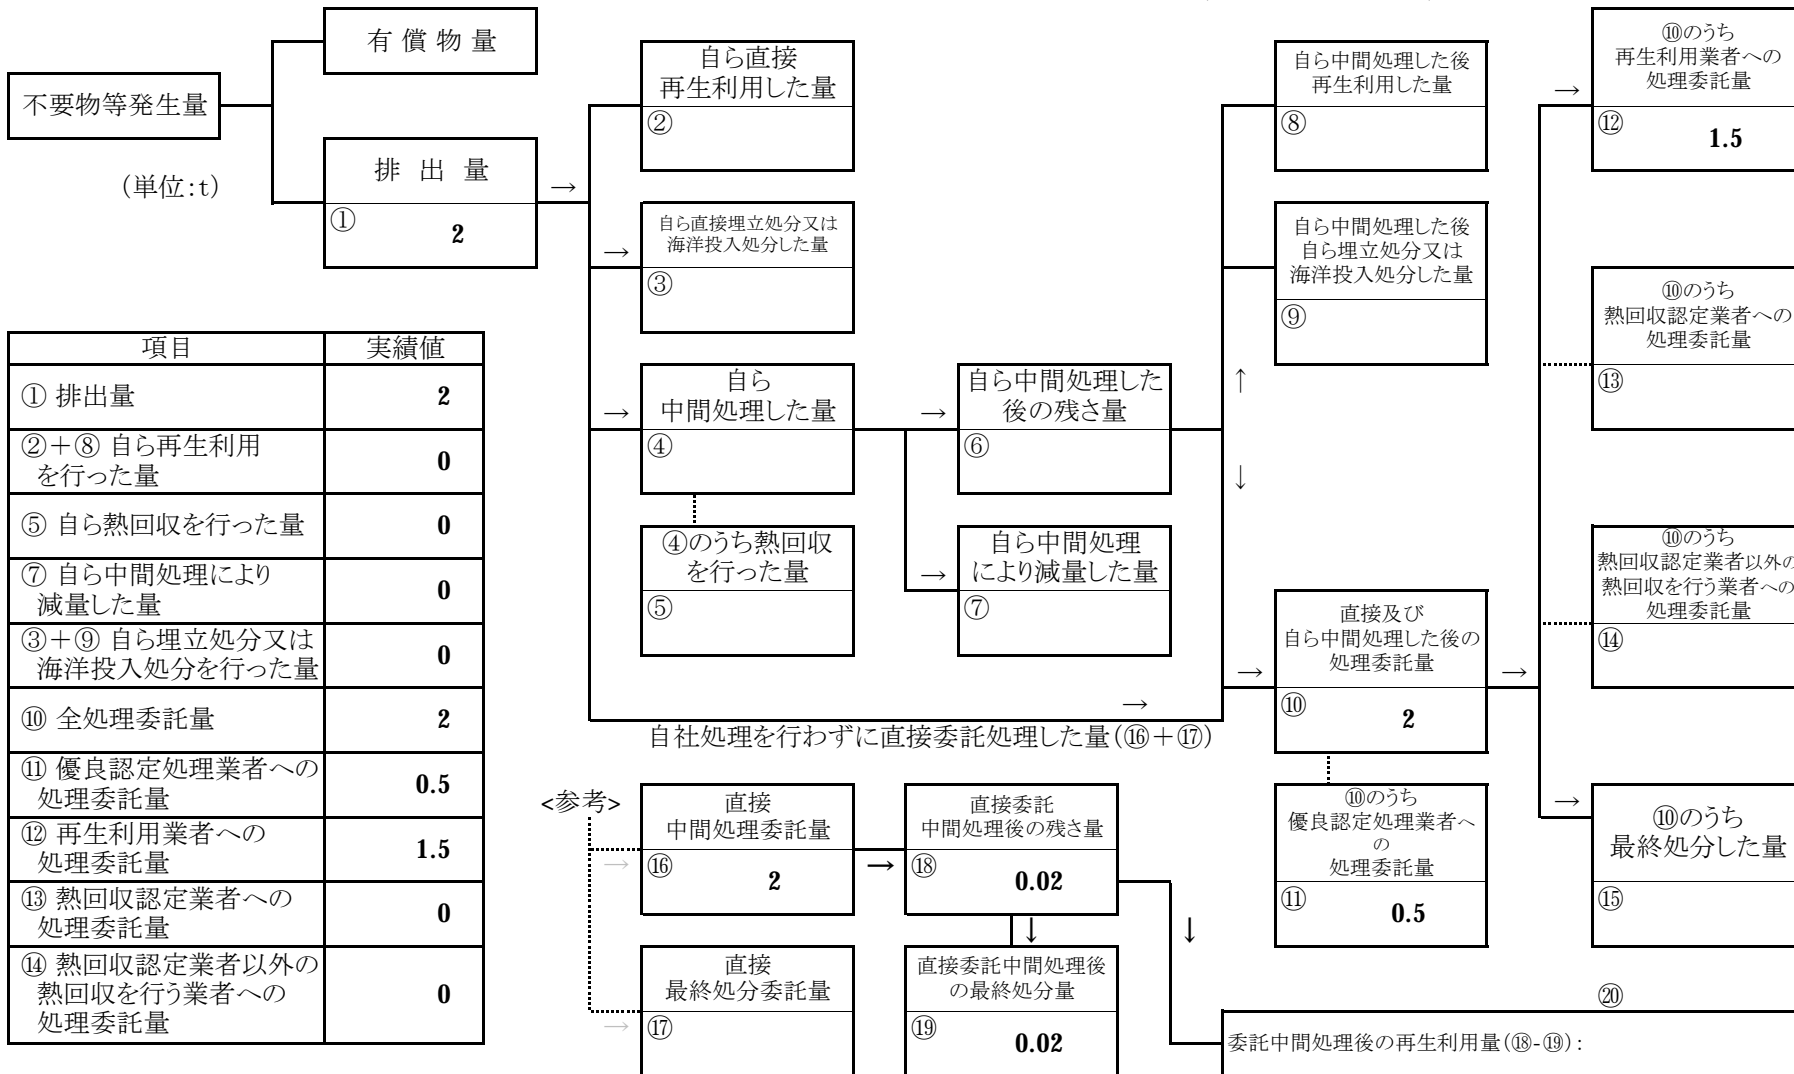 有 償 物 量
不要物等発生量
(単位:t)
排 出 量
→
①
2
自ら直接
再生利用した量
②
→
自ら直接埋立処分又は
海洋投入処分した量
③
→
自ら
中間処理した量
④
④のうち熱回収
を行った量
⑤
→
自ら中間処理した
後の残さ量
⑥
→
自ら中間処理
により減量した量
⑦
自ら中間処理した後
再生利用した量
⑧
自ら中間処理した後
自ら埋立処分又は
海洋投入処分した量
⑨
↑
↓
→
自社処理を行わずに直接委託処理した量(⑯+⑰)
→
直接及び
自ら中間処理した後の
処理委託量
⑩
2
⑩のうち
優良認定処理業者へ
の
処理委託量
⑪
0.5
→
→
⑩のうち
再生利用業者への
処理委託量
⑫
1.5
⑩のうち
熱回収認定業者への
処理委託量
⑬
⑩のうち
熱回収認定業者以外の
熱回収を行う業者への
処理委託量
⑭
→
⑩のうち
最終処分した量
⑮
項目 実績値
① 排出量 2
②+⑧ 自ら再生利用
を行った量 0
⑤ 自ら熱回収を行った量 0
⑦ 自ら中間処理により
減量した量 0
③+⑨ 自ら埋立処分又は
海洋投入処分を行った量 0
⑩ 全処理委託量 2
⑪ 優良認定処理業者への
処理委託量 0.5
⑫ 再生利用業者への
処理委託量 1.5
⑬ 熱回収認定業者への
処理委託量 0
⑭ 熱回収認定業者以外の
熱回収を行う業者への
処理委託量 0
<参考>
→
直接
中間処理委託量
⑯
2
→
直接委託
中間処理後の残さ量
⑱
0.02
↓
↓
→
直接
最終処分委託量
⑰
直接委託中間処理後
の最終処分量
⑲
0.02
⑳
委託中間処理後の再生利用量(⑱-⑲):